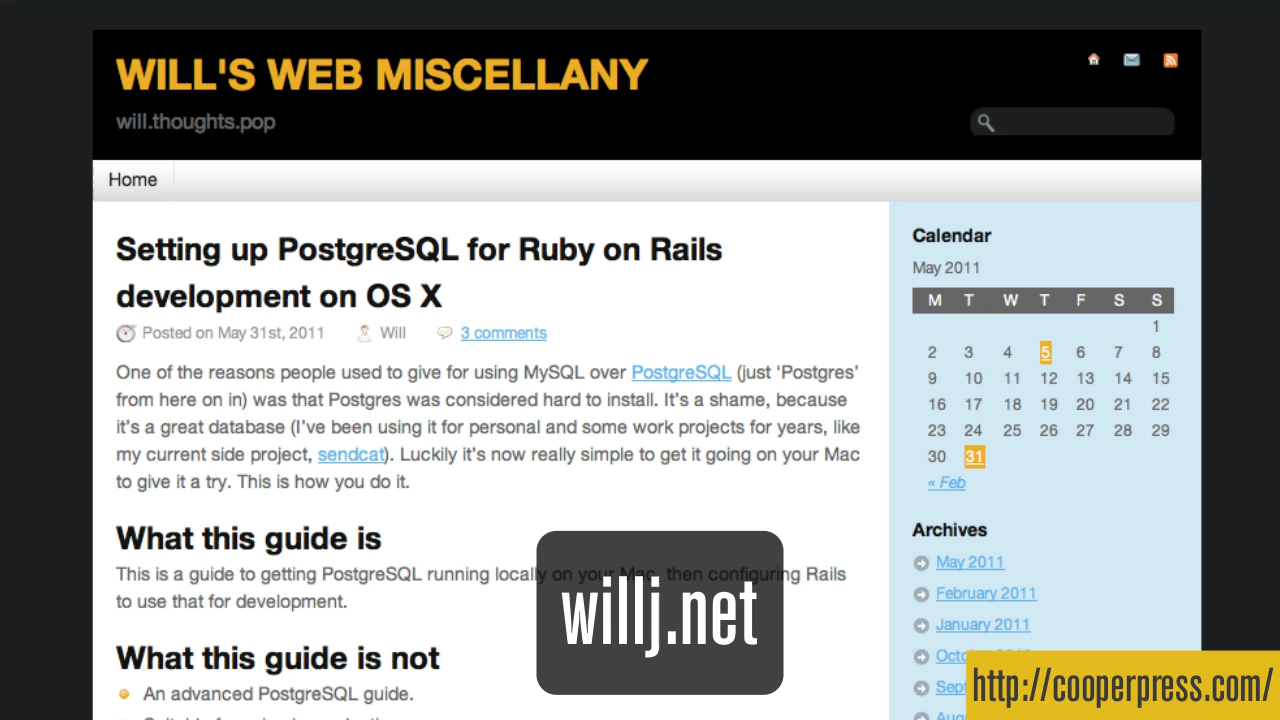 WILL'S WEB MISCELLANY
will.thoughts.pop
Home
Setting up PostgreSQL for Ruby on Rails
development on OS X
Posted on May 31st, 2011 Will 3 comments
One of the reasons people used to give for using MySQL over PostgreSQL (just ‘Postgres’
from here on in) was that Postgres was considered hard to install. It’s a shame, because
it’s a great database (I’ve been using it for personal and some work projects for years, like
my current side project, sendcat). Luckily it’s now really simple to get it going on your Mac
to give it a try. This is how you do it.
What this guide is
This is a guide to getting PostgreSQL running locally on your Mac, then configuring Rails
to use that for development.
What this guide is not
An advanced PostgreSQL guide.
willj.net
Calendar
May 2011
M T W T F S S
1
2 3 4 5 6 7 8
9 10 11 12 13 14 15
16 17 18 19 20 21 22
23 24 25 26 27 28 29
30 31
« Feb
Archives
May 2011
February 2011
January 2011
http://cooperpress.com/